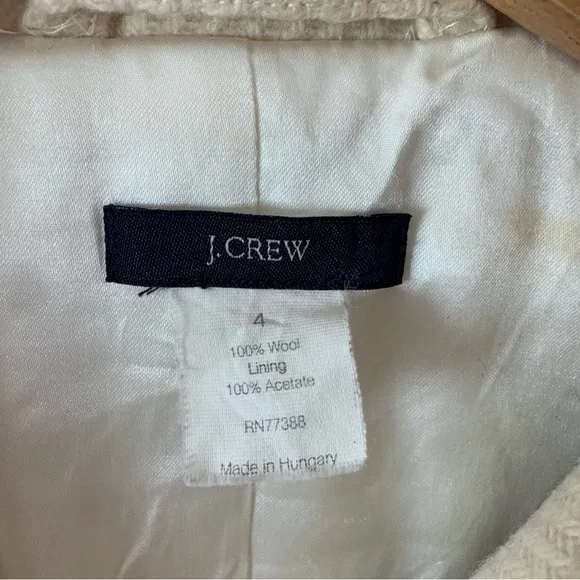 J.CREW
4
100% Wool
Lining
100% Acetate
RN77388
Made in Hungary